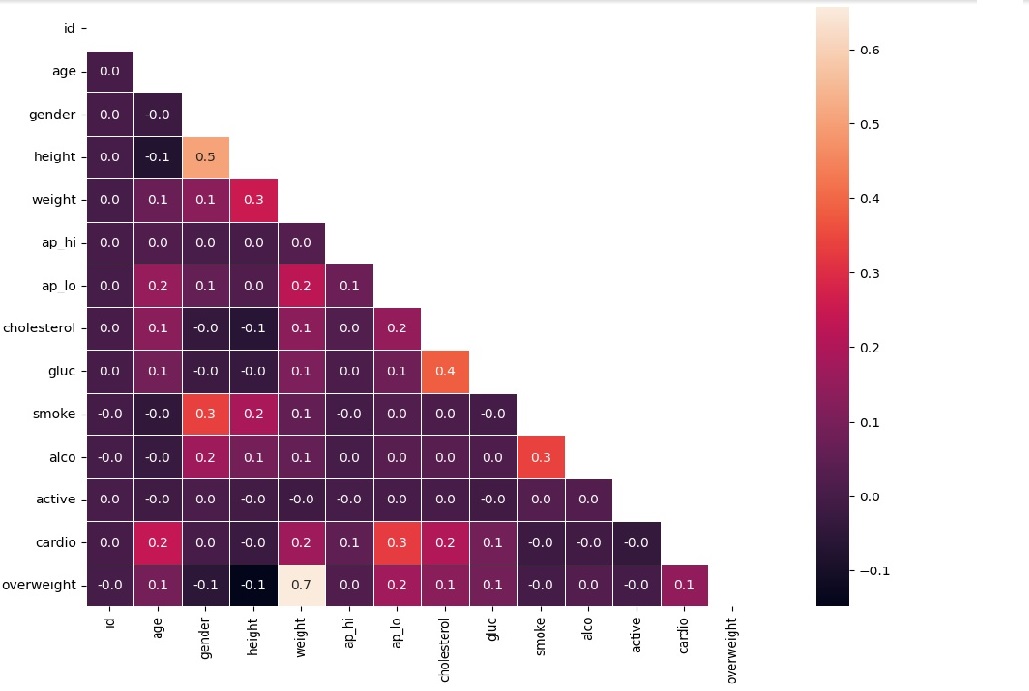 id
age 0.0
gender 0.0 -0.0
height 0.0 -0.1 0.5
weight 0.0 0.1 0.1 0.3
ap_hi 0.0 0.0 0.0 0.0 0.0
ap_lo 0.0 0.2 0.1 0.0 0.2 0.1
cholesterol 0.0 0.1 -0.0 -0.1 0.1 0.0 0.2
gluc 0.0 0.1 -0.0 -0.0 0.1 0.0 0.1 0.4
smoke -0.0 -0.0 0.3 0.2 0.1 -0.0 0.0 0.0 -0.0
alco -0.0 -0.0 0.2 0.1 0.1 0.0 0.0 0.0 0.0 0.3
active 0.0 -0.0 0.0 -0.0 -0.0 -0.0 0.0 0.0 -0.0 0.0 0.0
cardio 0.0 0.2 0.0 -0.0 0.2 0.1 0.3 0.2 0.1 -0.0 -0.0 -0.0
overweight -0.0 0.1 -0.1 -0.1 0.7 0.0 0.2 0.1 0.1 -0.0 0.0 -0.0 0.1
id age gender height weight ap_hi ap_lo cholesterol gluc smoke alco active cardio overweight
0.6
0.5
0.4
0.3
0.2
0.1
0.0
−0.1